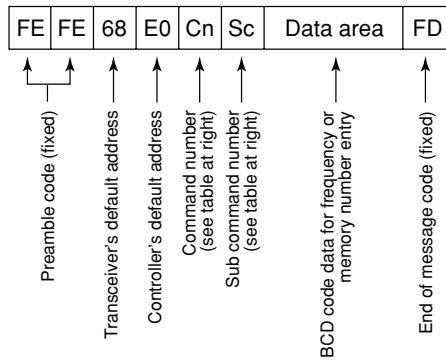 FE FE 68 E0 Cn Sc Data area FD
Preamble code (fixed)
Transceiver's default address
Controller's default address
Command number
(see table at right)
Sub command number
(see table at right)
BCD code data for frequency or
memory number entry
End of message code (fixed)